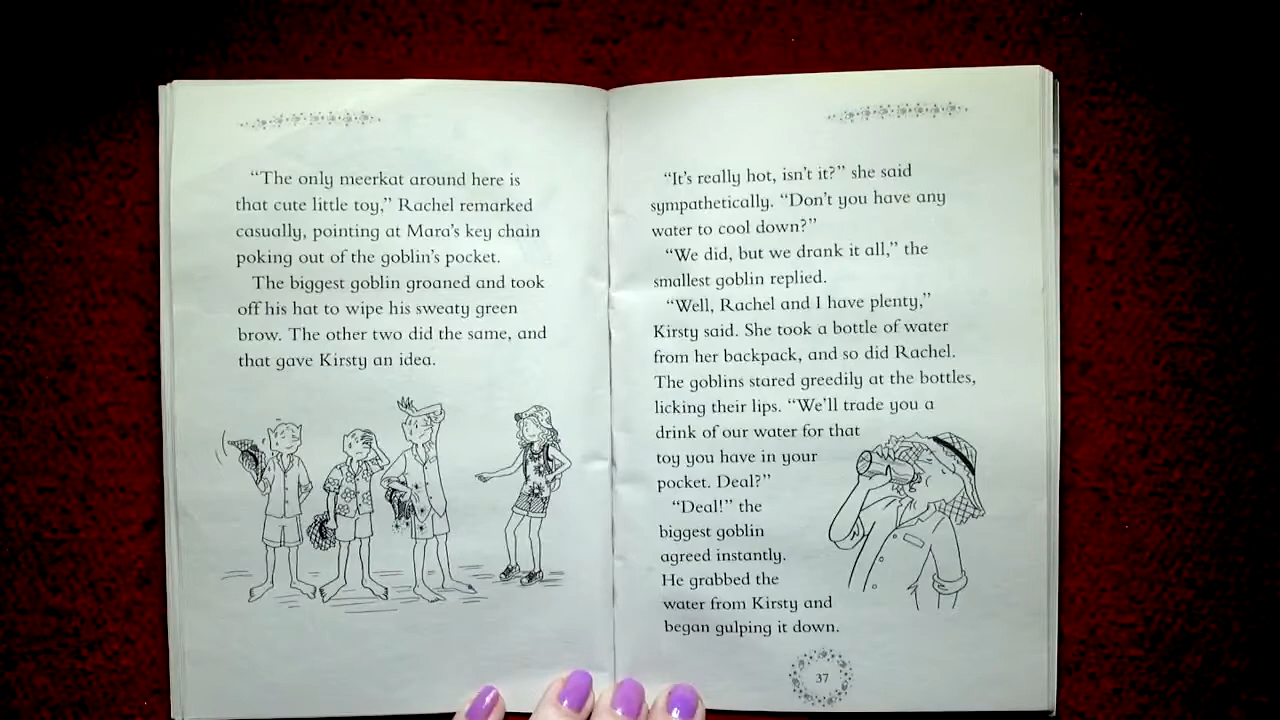 “The only meerkat around here is
that cute little toy,” Rachel remarked
casually, pointing at Mara’s key chain
poking out of the goblin’s pocket.
The biggest goblin groaned and took
off his hat to wipe his sweaty green
brow. The other two did the same, and
that gave Kirsty an idea.
“It’s really hot, isn’t it?” she said
sympathetically. “Don’t you have any
water to cool down?”
“We did, but we drank it all,” the
smallest goblin replied.
“Well, Rachel and I have plenty,”
Kirsty said. She took a bottle of water
from her backpack, and so did Rachel.
The goblins stared greedily at the bottles,
licking their lips. “We’ll trade you a
drink of our water for that
toy you have in your
pocket. Deal?”
“Deal!” the
biggest goblin
agreed instantly.
He grabbed the
water from Kirsty and
began gulping it down.
37